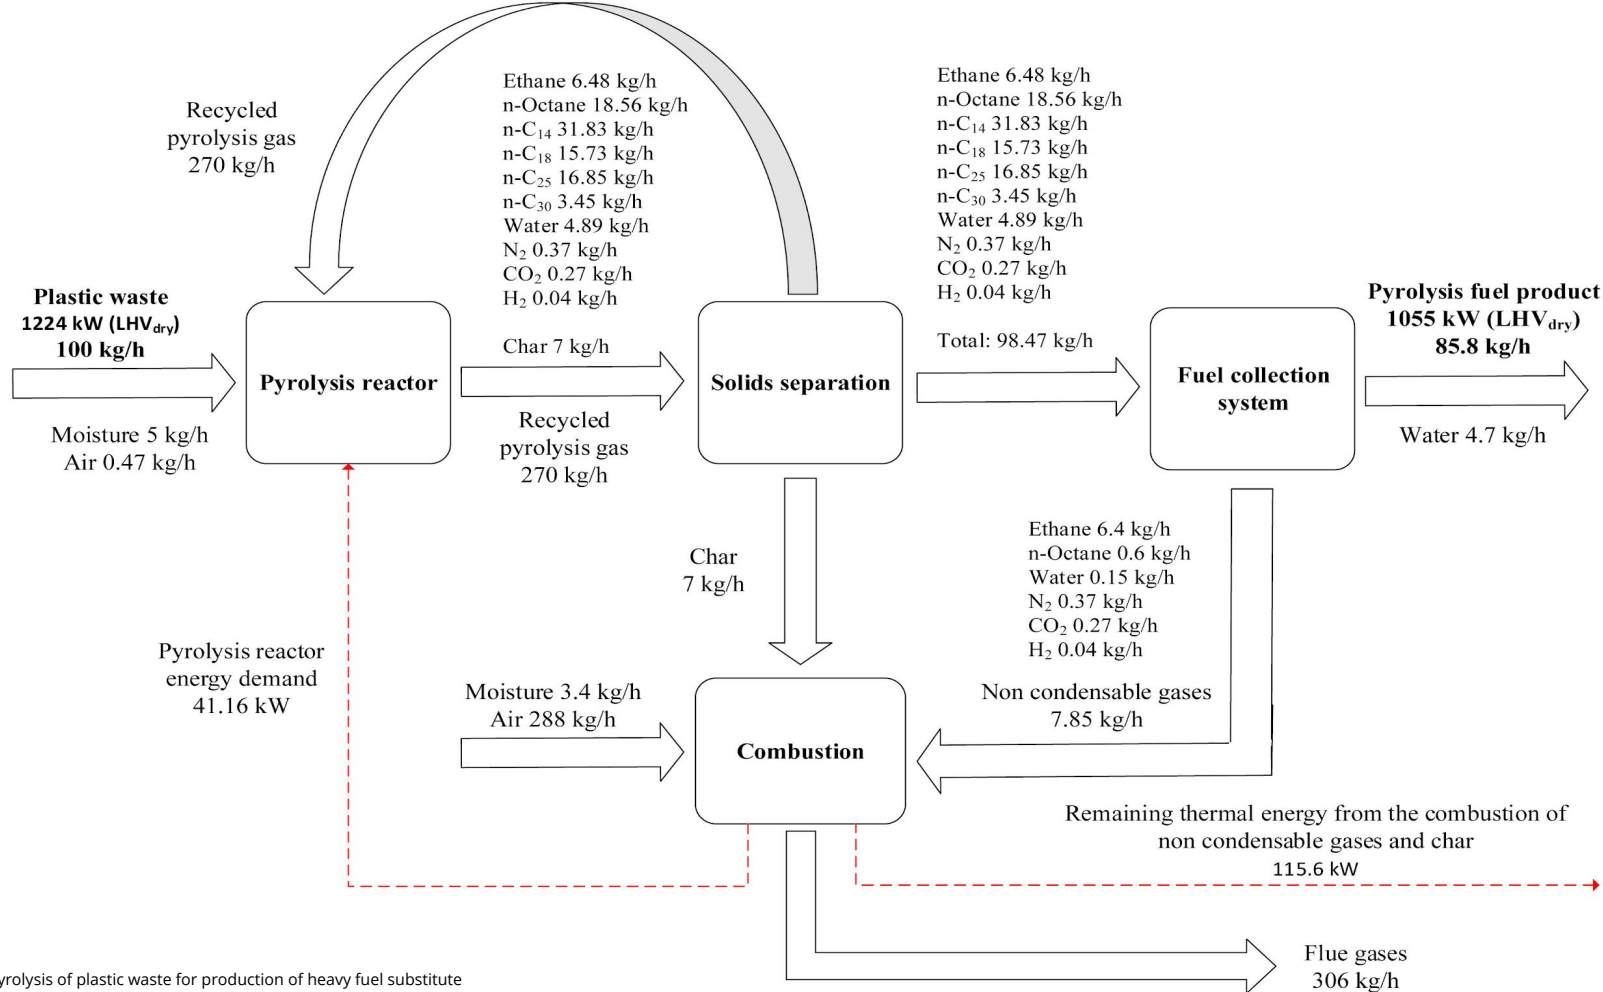 Recycled
pyrolysis gas
270 kg/h
Ethane 6.48 kg/h
n-Octane 18.56 kg/h
n-C14 31.83 kg/h
n-C18 15.73 kg/h
n-C25 16.85 kg/h
n-C30 3.45 kg/h
Water 4.89 kg/h
N2 0.37 kg/h
CO2 0.27 kg/h
H2 0.04 kg/h
Char 7 kg/h
Recycled
pyrolysis gas
270 kg/h
Ethane 6.48 kg/h
n-Octane 18.56 kg/h
n-C14 31.83 kg/h
n-C18 15.73 kg/h
n-C25 16.85 kg/h
n-C30 3.45 kg/h
Water 4.89 kg/h
N2 0.37 kg/h
CO2 0.27 kg/h
H2 0.04 kg/h
Total: 98.47 kg/h
Plastic waste
1224 kW (LHVdry)
100 kg/h
Moisture 5 kg/h
Air 0.47 kg/h
Pyrolysis reactor
Solids separation
Fuel collection
system
Pyrolysis fuel product
1055 kW (LHVdry)
85.8 kg/h
Water 4.7 kg/h
Char
7 kg/h
Ethane 6.4 kg/h
n-Octane 0.6 kg/h
Water 0.15 kg/h
N2 0.37 kg/h
CO2 0.27 kg/h
H2 0.04 kg/h
Non condensable gases
7.85 kg/h
Pyrolysis reactor
energy demand
41.16 kW
Moisture 3.4 kg/h
Air 288 kg/h
Combustion
Remaining thermal energy from the combustion of
non condensable gases and char
115.6 kW
Flue gases
306 kg/h
yrolysis of plastic waste for production of heavy fuel substitute